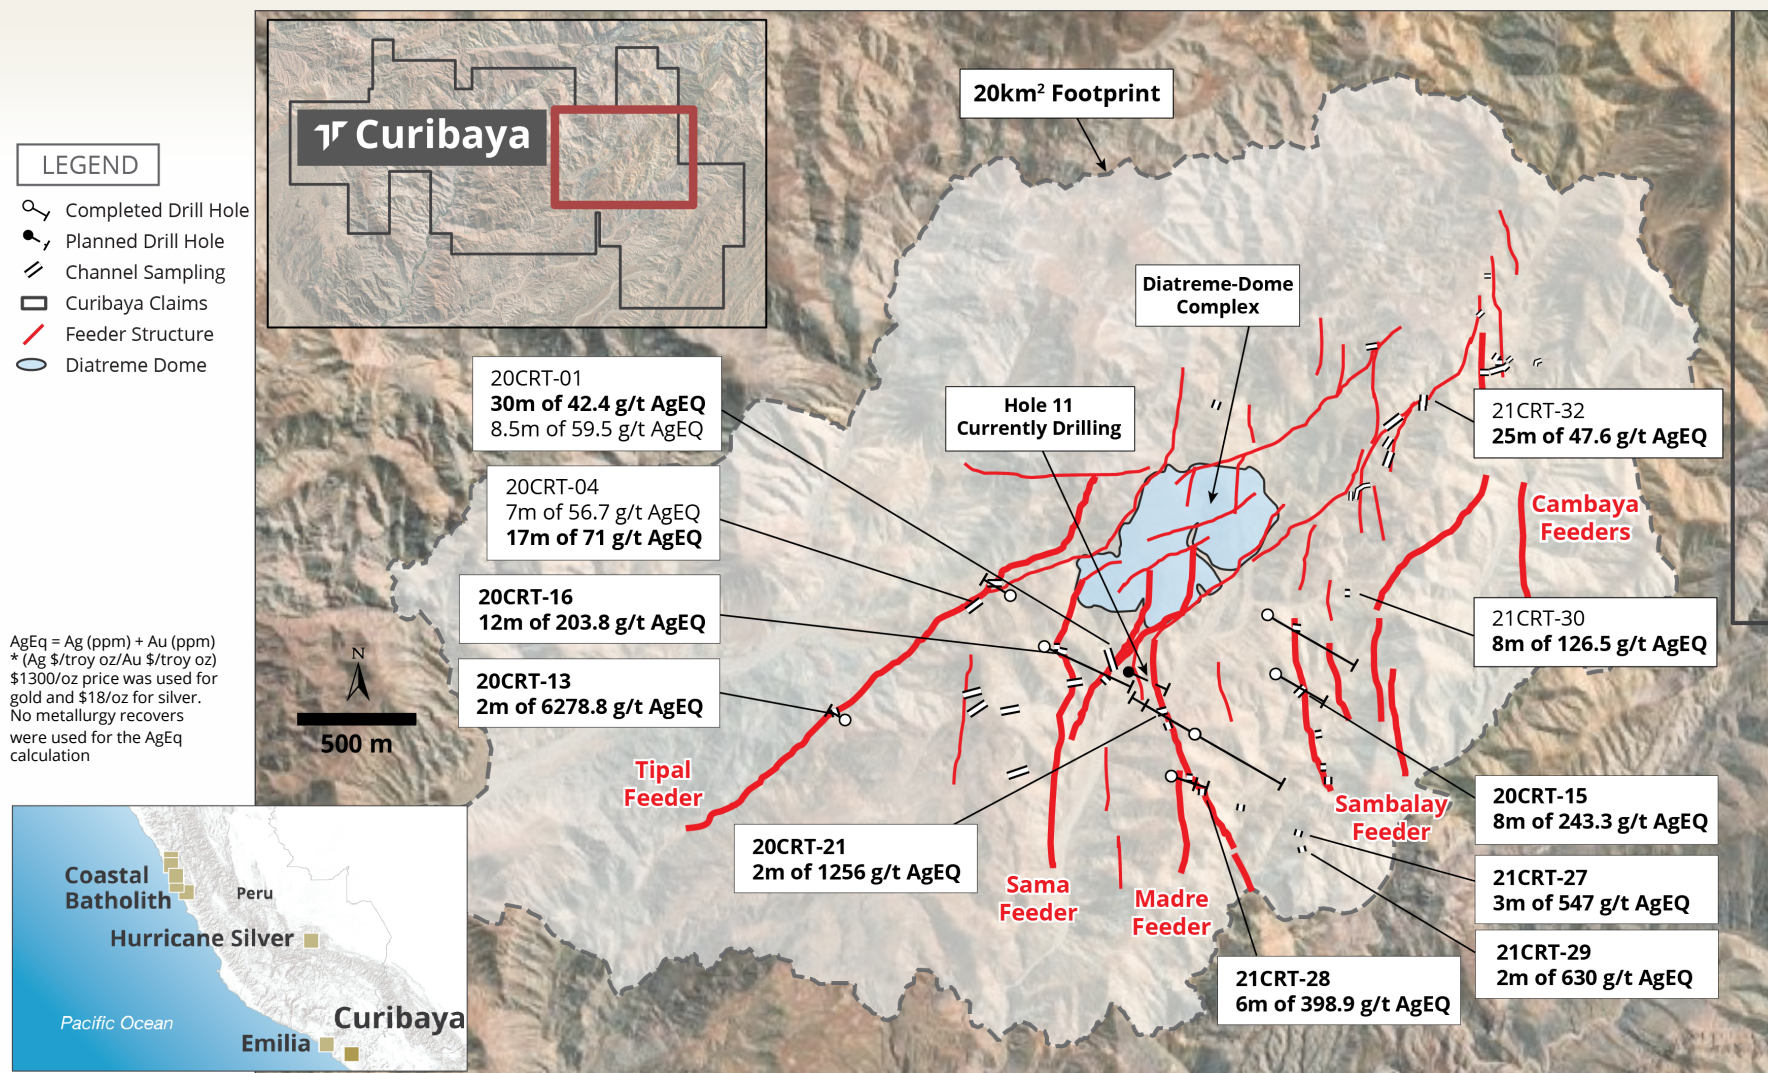 LEGEND
Completed Drill Hole
Planned Drill Hole
Channel Sampling
Curibaya Claims
Feeder Structure
Diatreme Dome
AgEq = Ag (ppm) + Au (ppm)
* (Ag $/troy oz/Au $/troy oz)
$1300/oz price was used for
gold and $18/oz for silver.
No metallurgy recovers
were used for the AgEq
calculation
Curibaya
20km² Footprint
Diatreme-Dome
Complex
Hole 11
Currently Drilling
20CRT-01
30m of 42.4 g/t AgEQ
8.5m of 59.5 g/t AgEQ
20CRT-04
7m of 56.7 g/t AgEQ
17m of 71 g/t AgEQ
20CRT-16
12m of 203.8 g/t AgEQ
20CRT-13
2m of 6278.8 g/t AgEQ
N
500 m
21CRT-32
25m of 47.6 g/t AgEQ
Cambaya
Feeders
21CRT-30
8m of 126.5 g/t AgEQ
Tipal
Feeder
Sambalay
Feeder
20CRT-15
8m of 243.3 g/t AgEQ
20CRT-21
2m of 1256 g/t AgEQ
Sama
Feeder
Madre
Feeder
21CRT-27
3m of 547 g/t AgEQ
21CRT-29
2m of 630 g/t AgEQ
21CRT-28
6m of 398.9 g/t AgEQ
Coastal
Batholith
Peru
Hurricane Silver
Pacific Ocean
Curibaya
Emilia